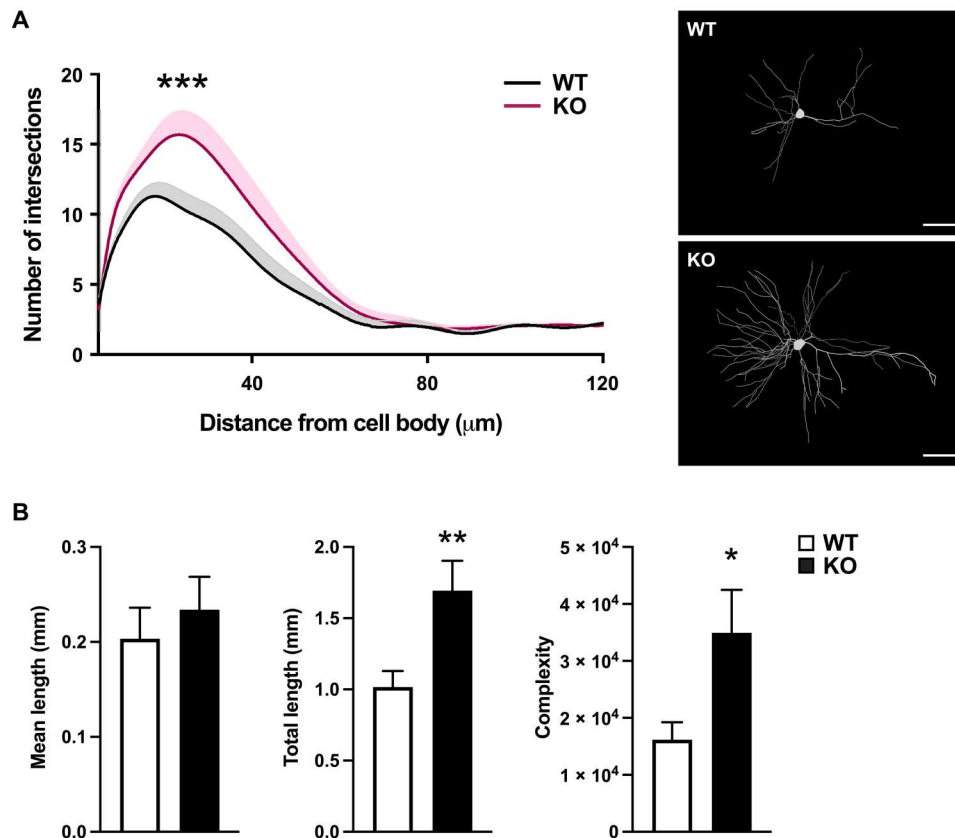 A
Number of intersections
20
15
10
5
0
***
WT
KO
40
80
120
Distance from cell body (μm)
WT
KO
B
Mean length (mm)
0.3
0.2
0.1
0.0
Total length (mm)
2.0
1.5
1.0
0.5
0.0
**
Complexity
5 × 10⁴
4 × 10⁴
3 × 10⁴
2 × 10⁴
1 × 10⁴
0
*
WT
KO